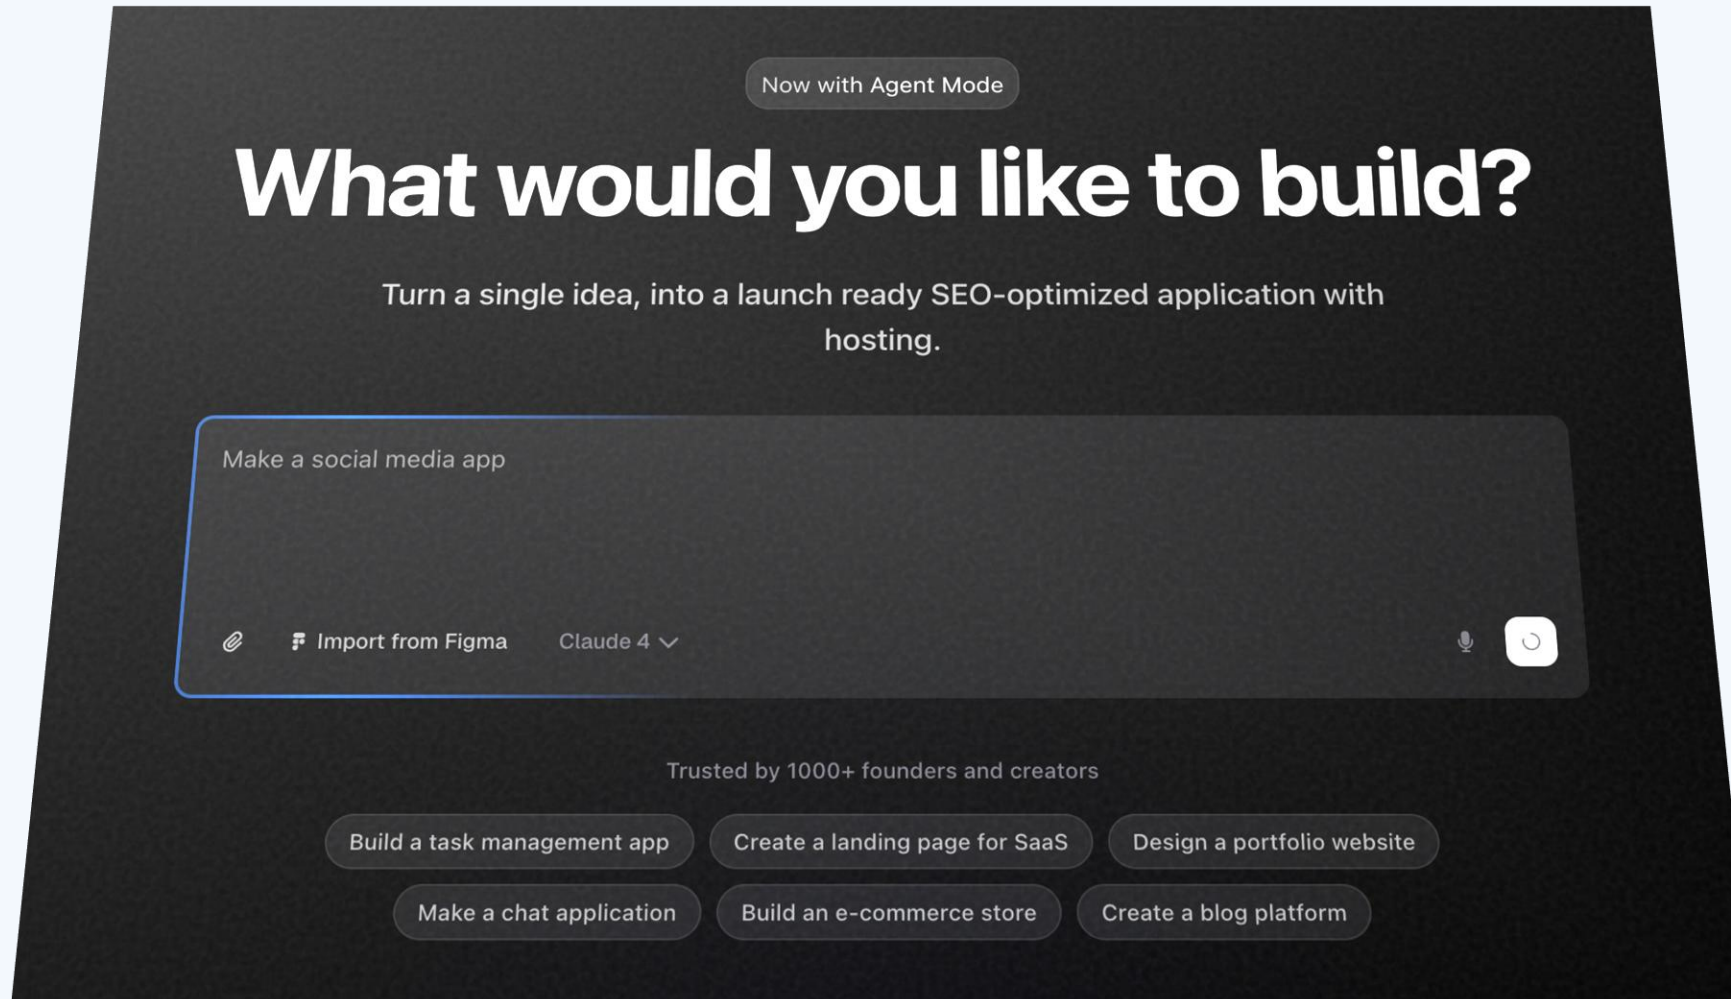 Now with Agent Mode
What would you like to build?
Turn a single idea, into a launch ready SEO-optimized application with
hosting.
Make a social media app
Import from Figma
Claude 4
Trusted by 1000+ founders and creators
Build a task management app
Create a landing page for SaaS
Design a portfolio website
Make a chat application
Build an e-commerce store
Create a blog platform